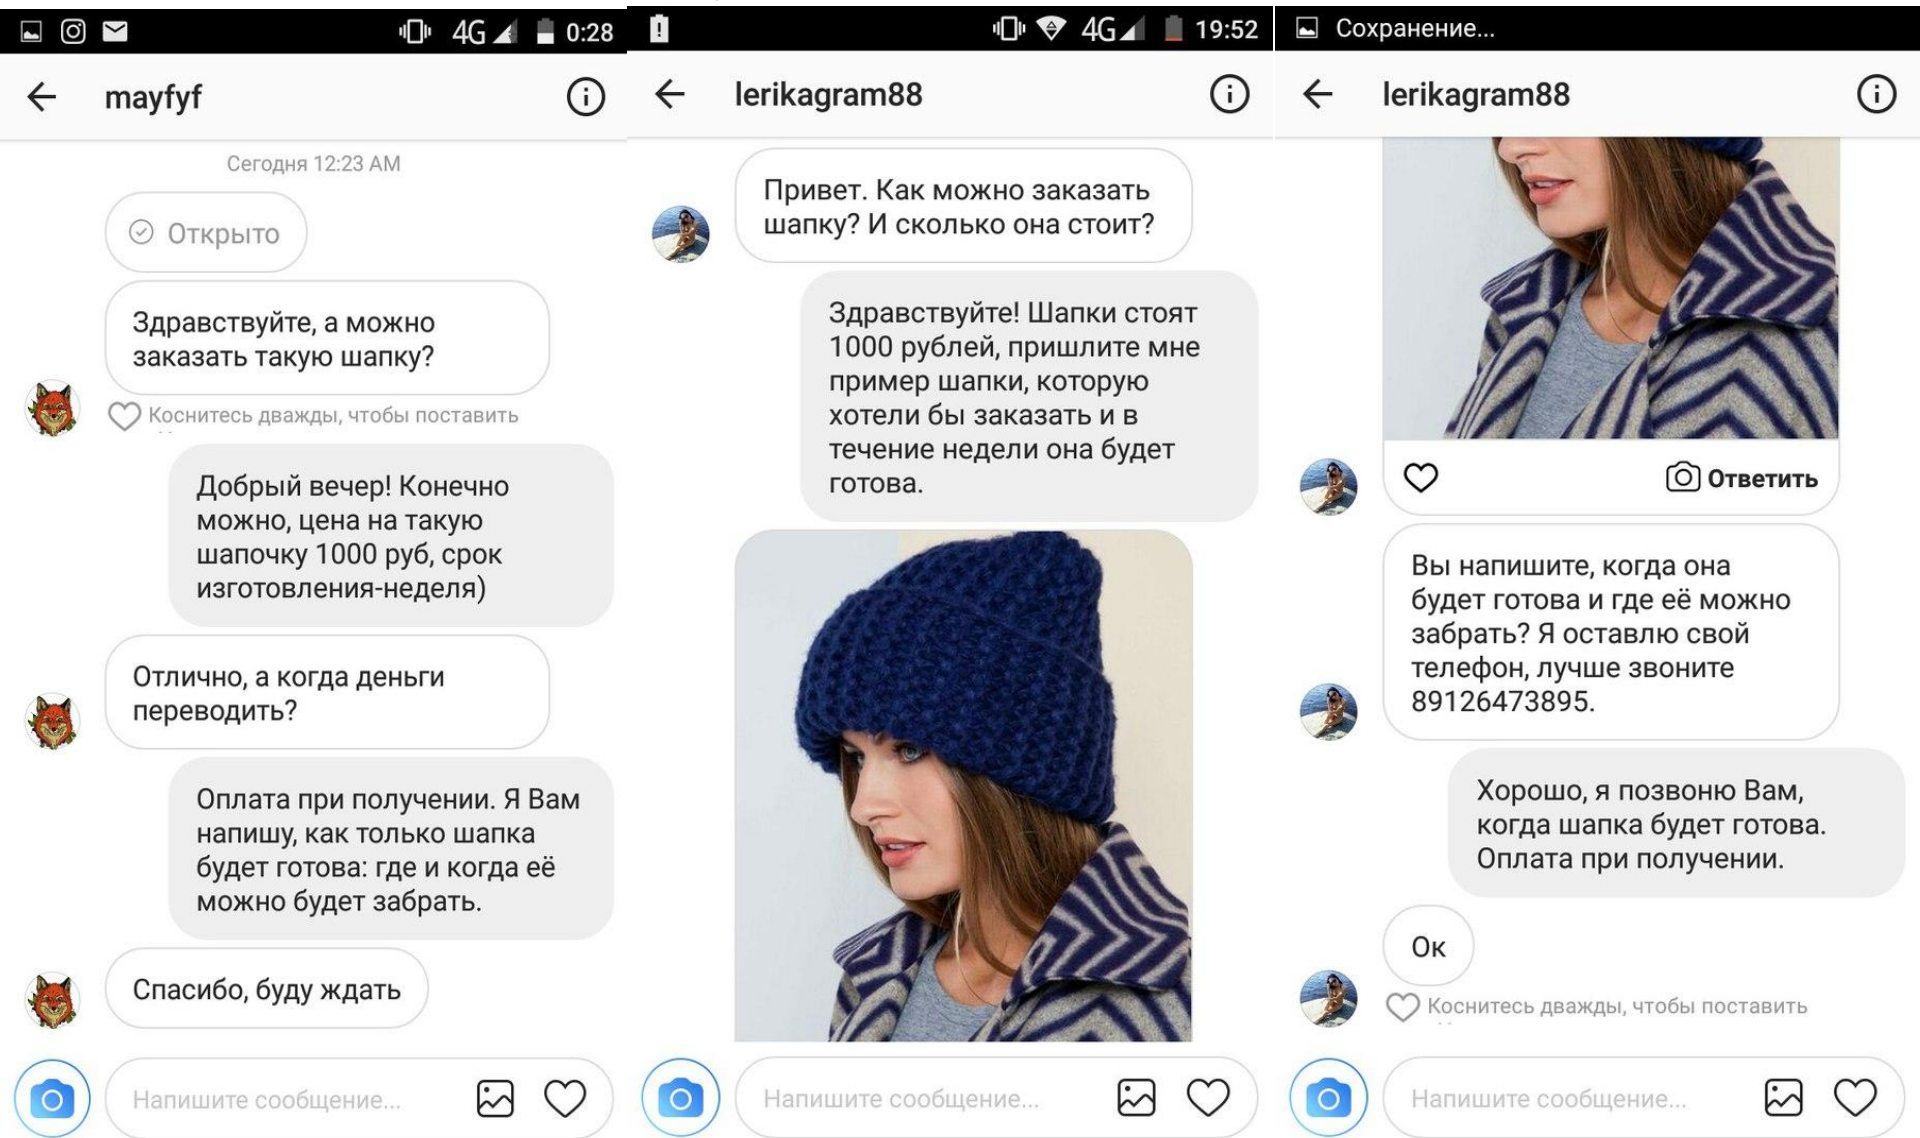 4G 0:28
mayfyf
Сегодня 12:23 AM
Открыто
Здравствуйте, а можно
заказать такую шапку?
Коснитесь дважды, чтобы поставить
Добрый вечер! Конечно
можно, цена на такую
шапочку 1000 руб, срок
изготовления-неделя)
Отлично, а когда деньги
переводить?
Оплата при получении. Я Вам
напишу, как только шапка
будет готова: где и когда её
можно будет забрать.
Спасибо, буду ждать
Напишите сообщение...
4G 19:52
lerikagram88
Привет. Как можно заказать
шапку? И сколько она стоит?
Здравствуйте! Шапки стоят
1000 рублей, пришлите мне
пример шапки, которую
хотели бы заказать и в
течение недели она будет
готова.
Напишите сообщение...
Сохранение...
lerikagram88
Ответить
Вы напишите, когда она
будет готова и где её можно
забрать? Я оставлю свой
телефон, лучше звоните
89126473895.
Хорошо, я позвоню Вам,
когда шапка будет готова.
Оплата при получении.
Ок
Коснитесь дважды, чтобы поставить
Напишите сообщение...